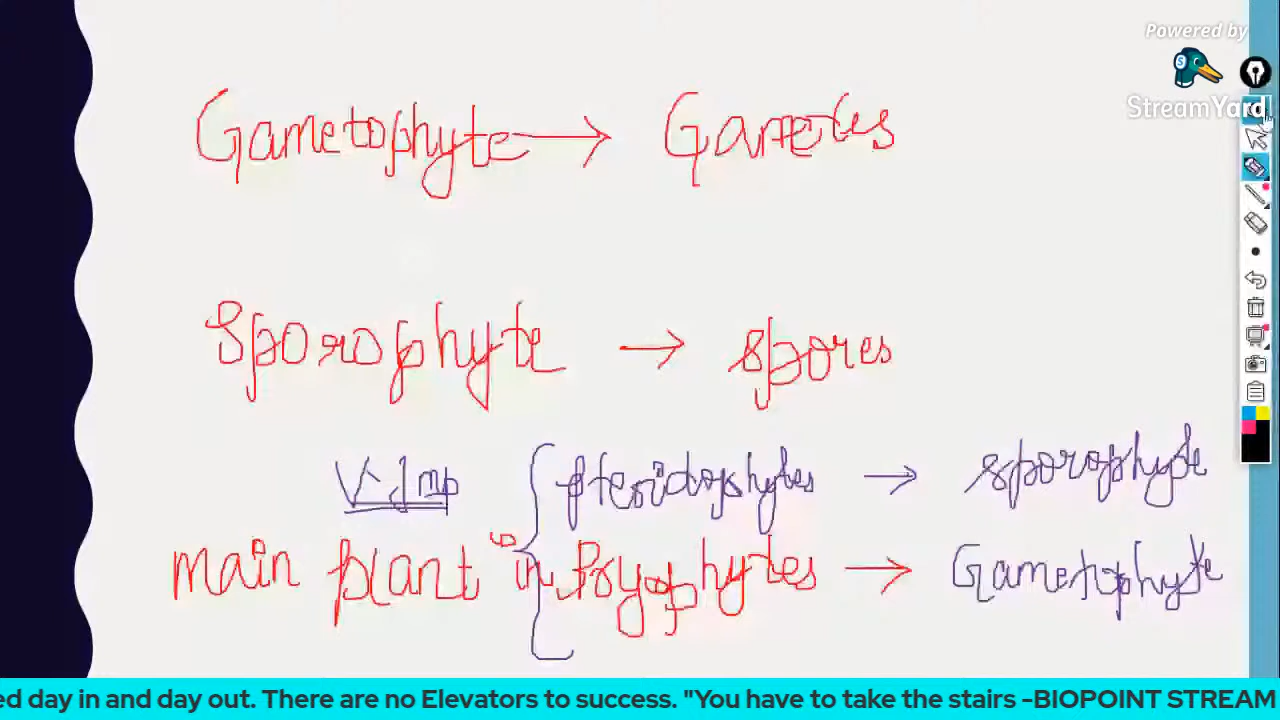 Powered by
StreamYard
Gametophyte → Gametes
Sporophyte → spores
V. Imp { pteridophytes → sporophyte
main plant in Bryophytes → Gametophyte
ed day in and day out. There are no Elevators to success. "You have to take the stairs -BIOPOINT STREAM